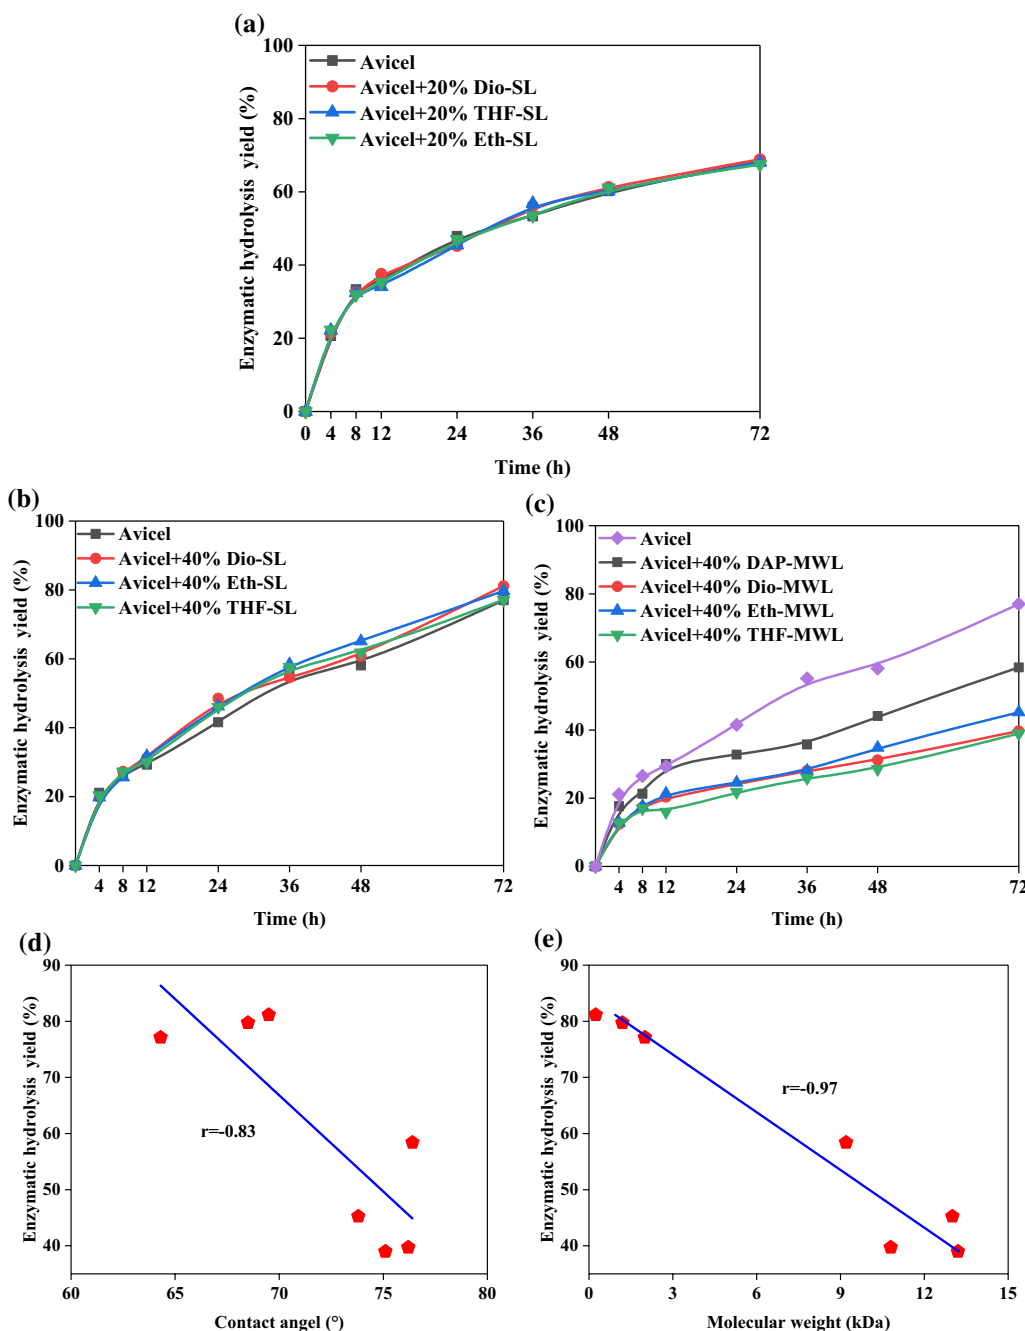 (a)
100
80
60
40
20
0
Enzymatic hydrolysis yield (%)
Avicel
Avicel+20% Dio-SL
Avicel+20% THF-SL
Avicel+20% Eth-SL
0 4 8 12 24 36 48 72
Time (h)
(b)
100
80
60
40
20
0
Enzymatic hydrolysis yield (%)
Avicel
Avicel+40% Dio-SL
Avicel+40% Eth-SL
Avicel+40% THF-SL
4 8 12 24 36 48 72
Time (h)
(c)
100
80
60
40
20
0
Enzymatic hydrolysis yield (%)
Avicel
Avicel+40% DAP-MWL
Avicel+40% Dio-MWL
Avicel+40% Eth-MWL
Avicel+40% THF-MWL
4 8 12 24 36 48 72
Time (h)
(d)
90
80
70
60
50
40
Enzymatic hydrolysis yield (%)
r=-0.83
60 65 70 75 80
Contact angel (°)
(e)
90
80
70
60
50
40
Enzymatic hydrolysis yield (%)
r=-0.97
0 3 6 9 12 15
Molecular weight (kDa)